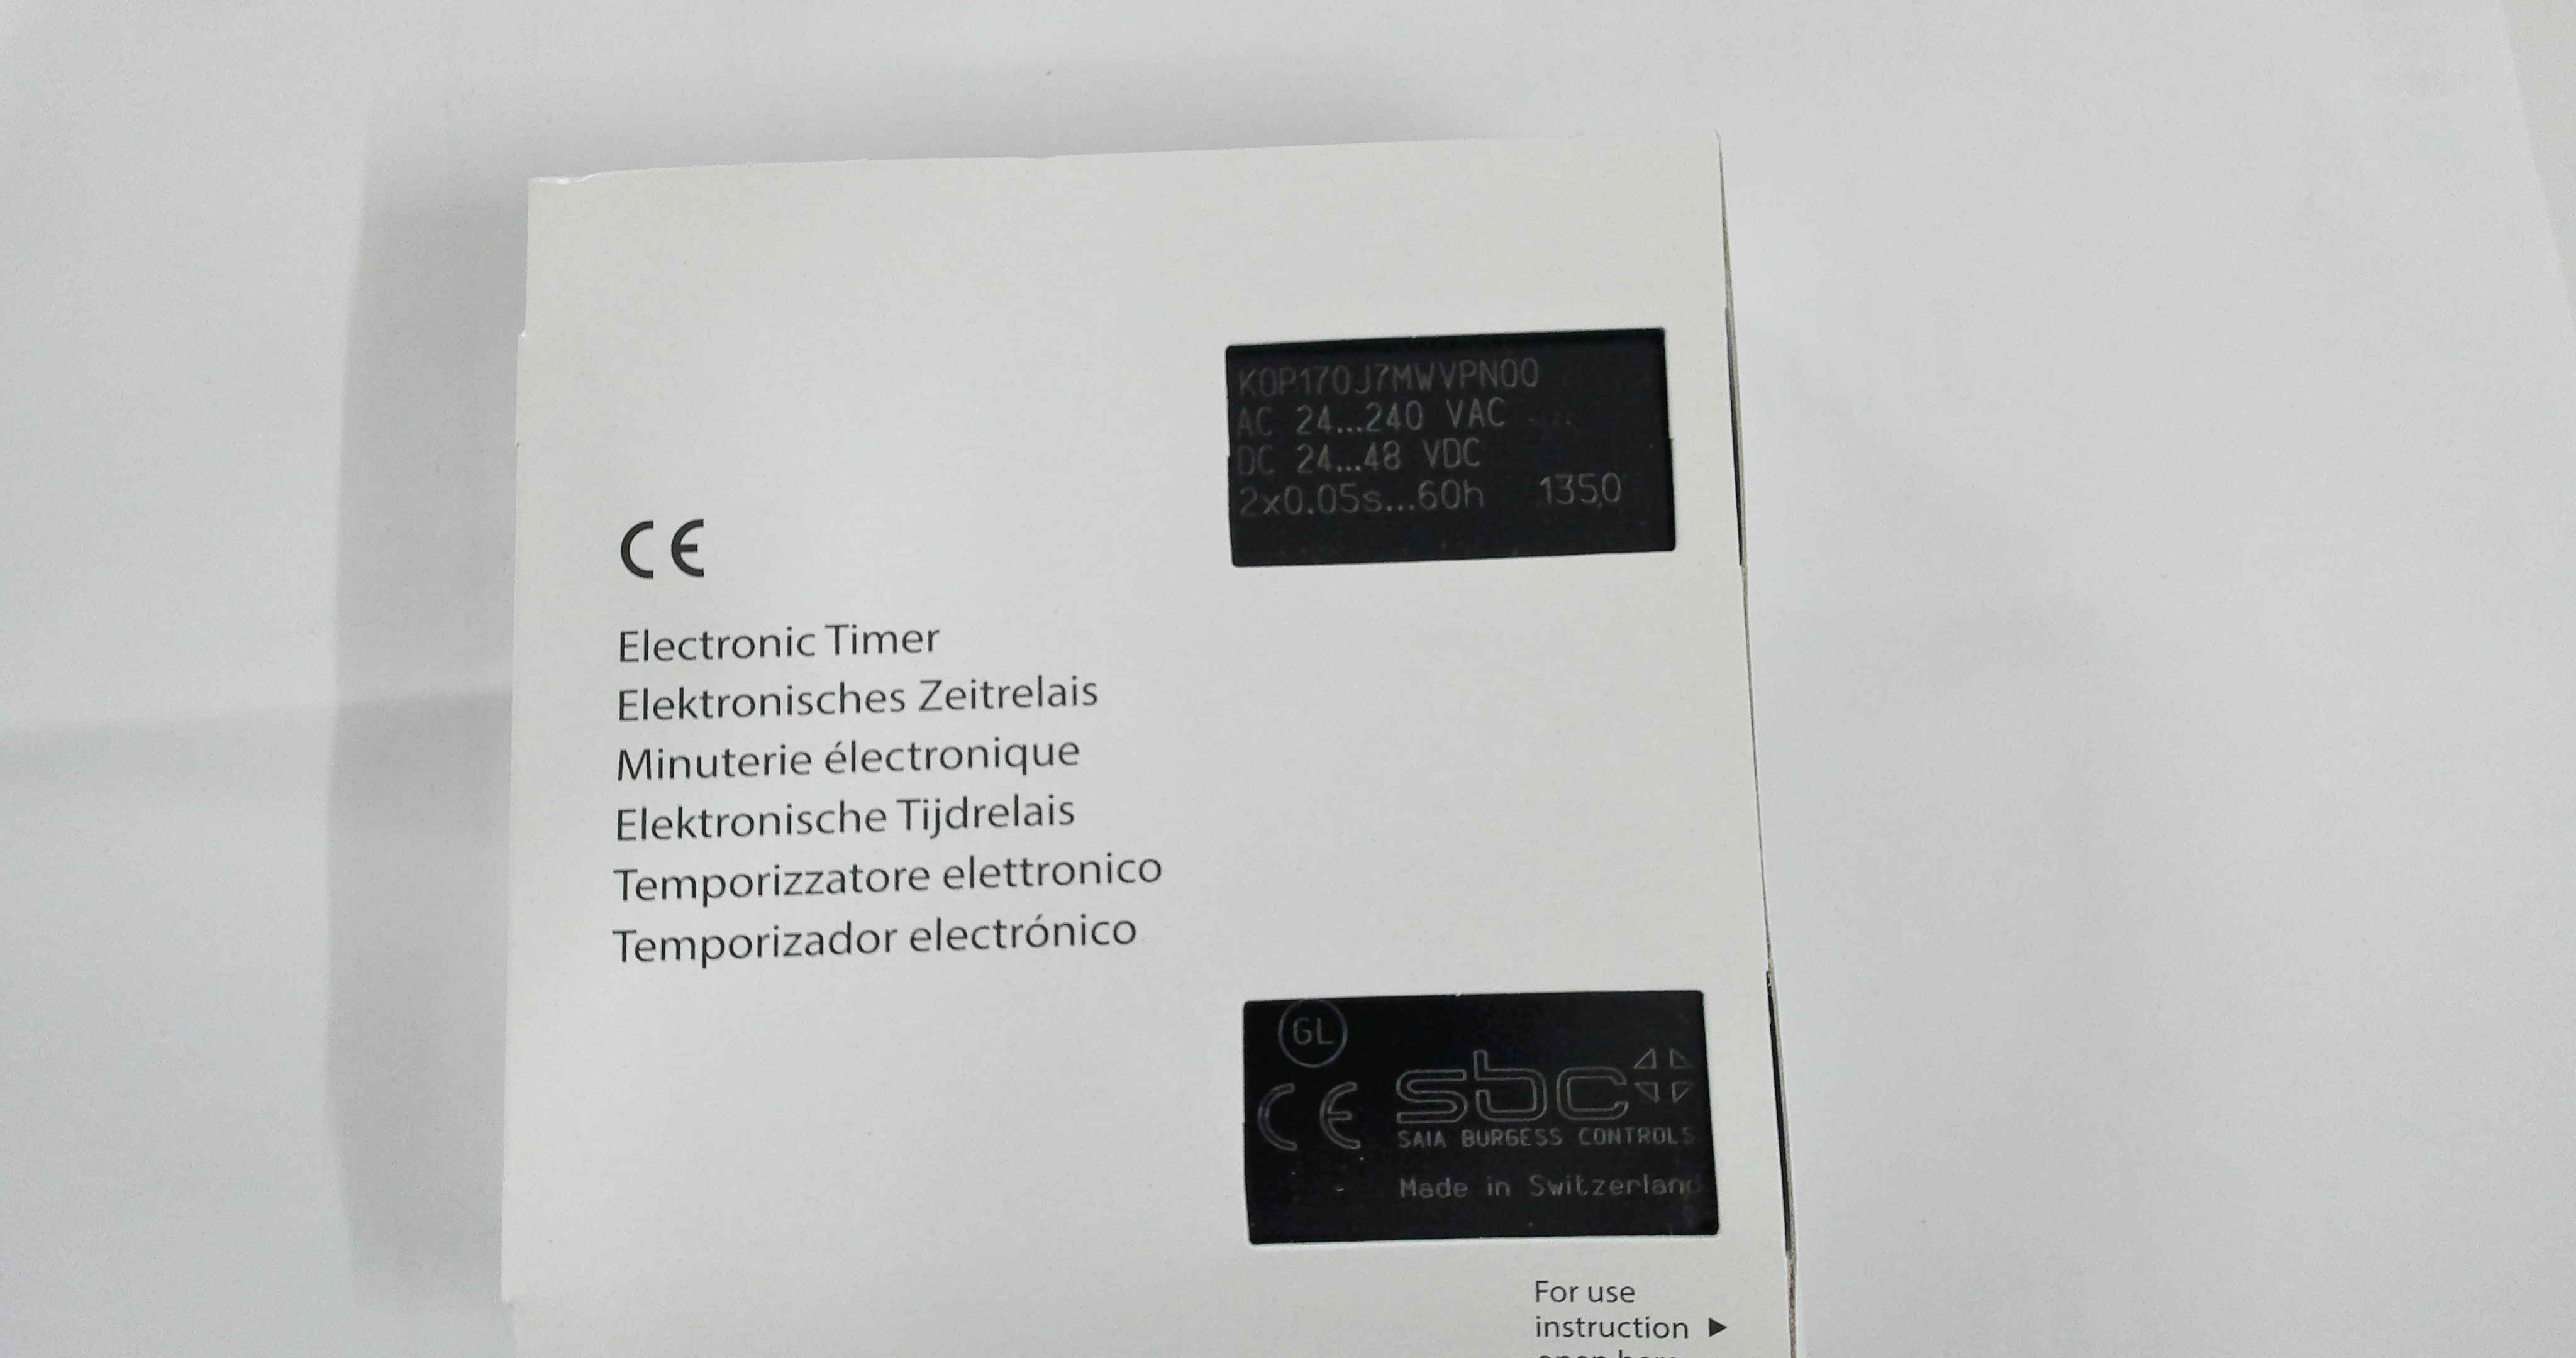 KOP170J7MWVPN00
AC 24...240 VAC
DC 24...48 VDC
2x0.05s...60h 1350
CE
Electronic Timer
Elektronisches Zeitrelais
Minuterie électronique
Elektronische Tijdrelais
Temporizzatore elettronico
Temporizador electrónico
GL
CE sbc
SAIA BURGESS CONTROLS
Made in Switzerland
For use
instruction ▶